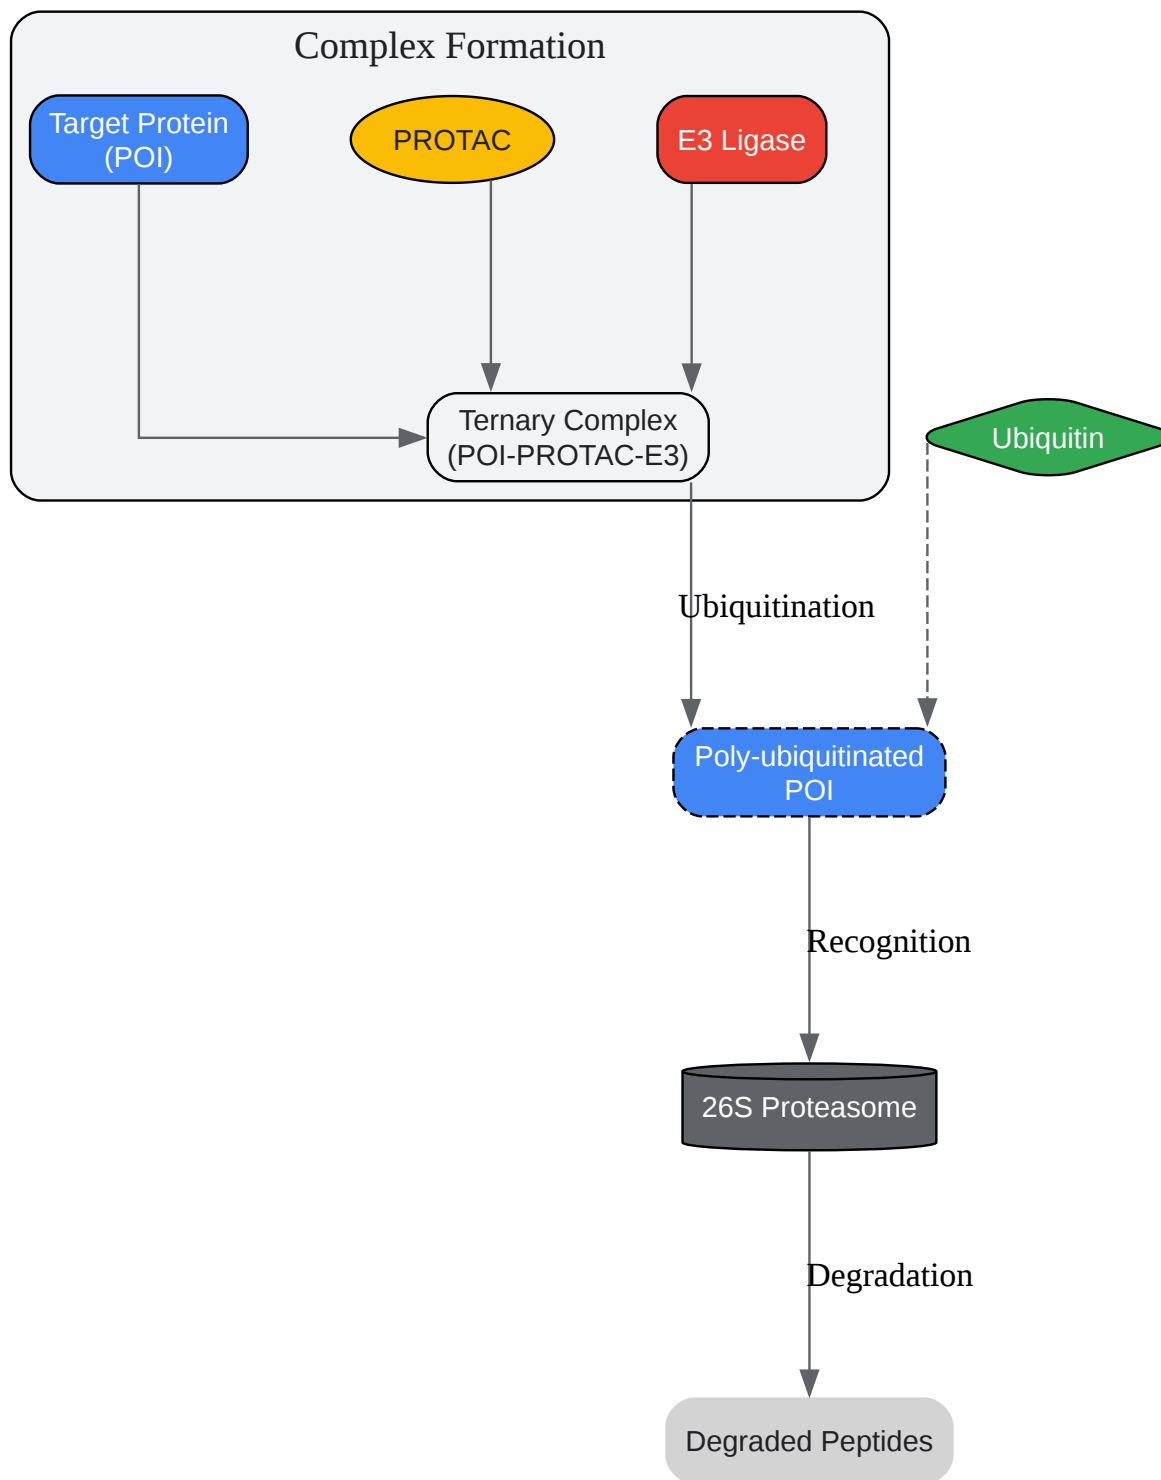 Complex Formation
Target Protein
(POI)
PROTAC
E3 Ligase
Ternary Complex
(POI-PROTAC-E3)
Ubiquitin
Ubiquitination
Poly-ubiquitinated
POI
Recognition
26S Proteasome
Degradation
Degraded Peptides